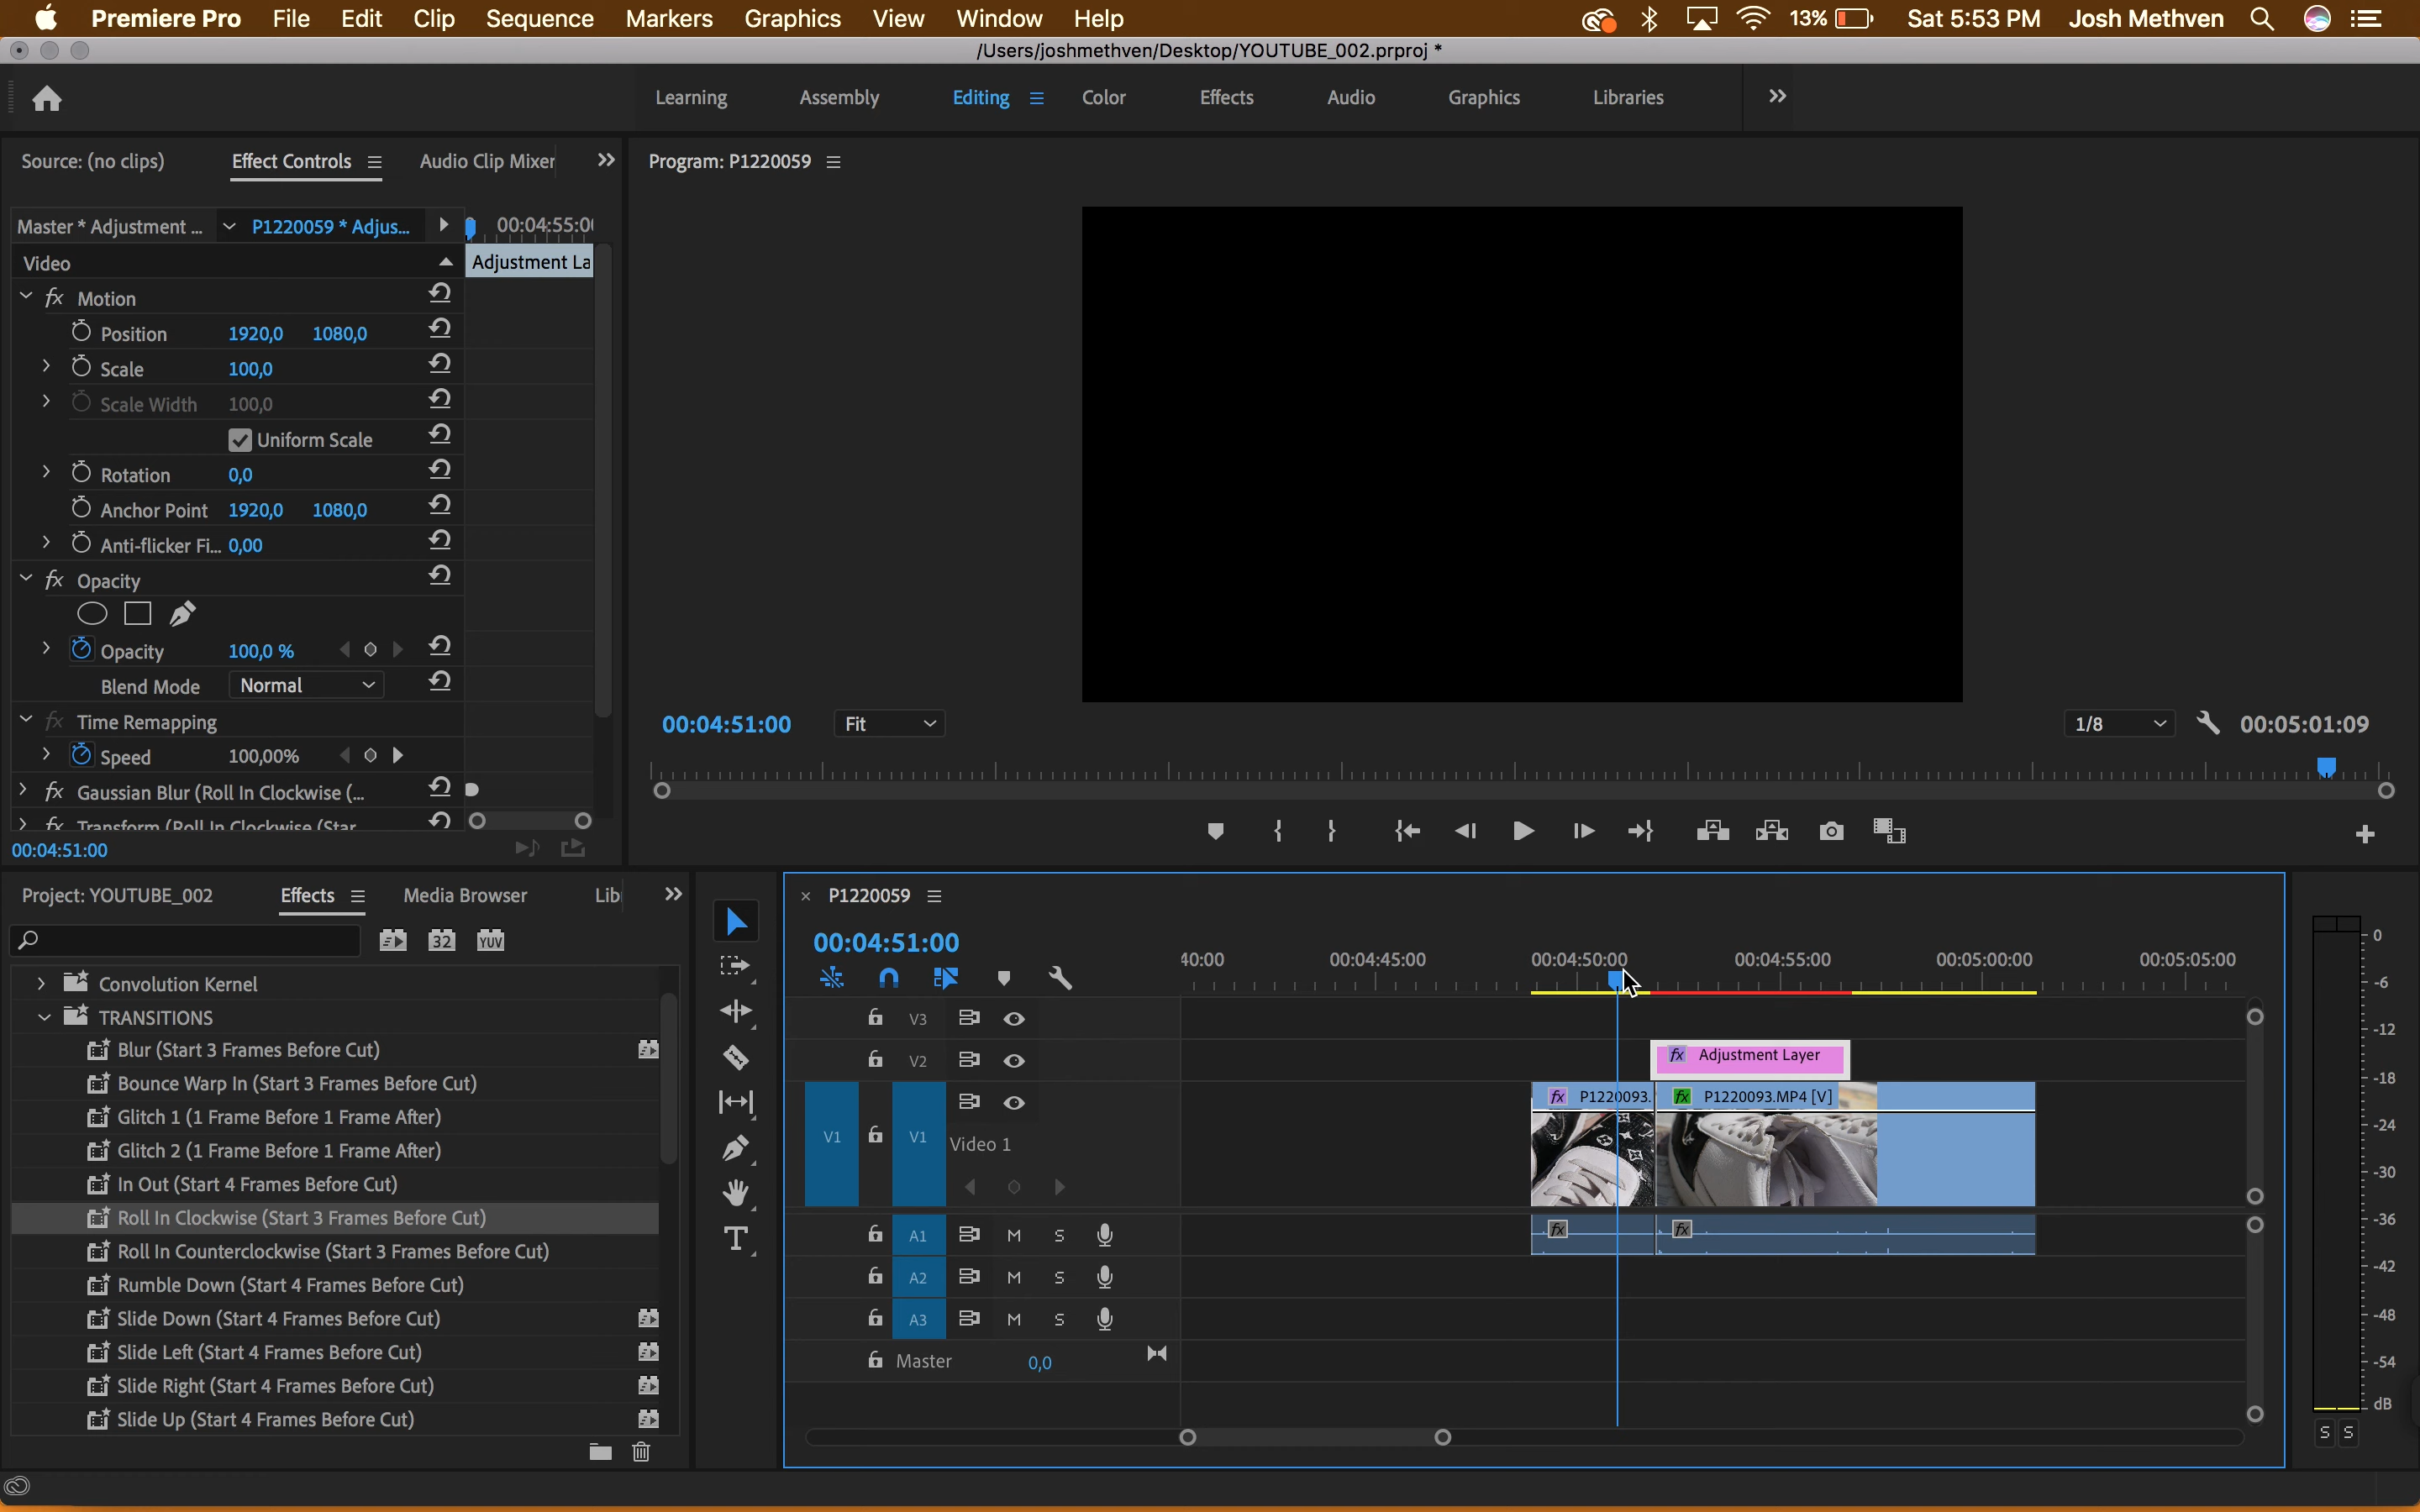 Premiere Pro File Edit Clip Sequence Markers Graphics View Window Help 13% Sat 5:53 PM Josh Methven
/Users/joshmethven/Desktop/YOUTUBE_002.prproj *
Learning Assembly Editing Color Effects Audio Graphics Libraries
Source: (no clips) Effect Controls Audio Clip Mixer
Program: P1220059
Master * Adjustment ... P1220059 * Adjus... 00:04:55:0
Video Adjustment La
fx Motion
Position 1920,0 1080,0
Scale 100,0
Scale Width 100,0
Uniform Scale
Rotation 0,0
Anchor Point 1920,0 1080,0
Anti-flicker Fi... 0,00
fx Opacity
Opacity 100,0 %
Blend Mode Normal
fx Time Remapping
Speed 100,00%
fx Gaussian Blur (Roll In Clockwise (...
fx Transform (Roll In Clockwise (Star
00:04:51:00
00:04:51:00 Fit 1/8 00:05:01:09
Project: YOUTUBE_002 Effects Media Browser Lib
32 YUV
Convolution Kernel
TRANSITIONS
Blur (Start 3 Frames Before Cut)
Bounce Warp In (Start 3 Frames Before Cut)
Glitch 1 (1 Frame Before 1 Frame After)
Glitch 2 (1 Frame Before 1 Frame After)
In Out (Start 4 Frames Before Cut)
Roll In Clockwise (Start 3 Frames Before Cut)
Roll In Counterclockwise (Start 3 Frames Before Cut)
Rumble Down (Start 4 Frames Before Cut)
Slide Down (Start 4 Frames Before Cut)
Slide Left (Start 4 Frames Before Cut)
Slide Right (Start 4 Frames Before Cut)
Slide Up (Start 4 Frames Before Cut)
P1220059
00:04:51:00
40:00 00:04:45:00 00:04:50:00 00:04:55:00 00:05:00:00 00:05:05:00
V3
V2 fx Adjustment Layer
fx P1220093. fx P1220093.MP4 [V]
V1 V1 Video 1
A1 M S fx fx
A2 M S
A3 M S
Master 0,0
0
-6
-12
-18
-24
-30
-36
-42
-48
-54
dB
S S